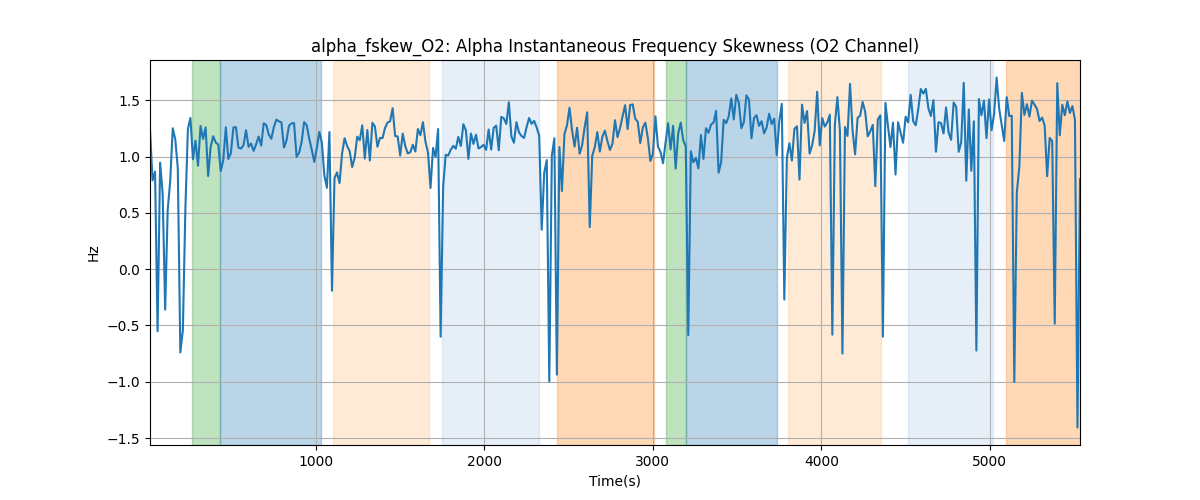 alpha_fskew_O2: Alpha Instantaneous Frequency Skewness (O2 Channel)
1.5
1.0
0.5
0.0
−0.5
−1.0
−1.5
Hz
1000 2000 3000 4000 5000
Time(s)